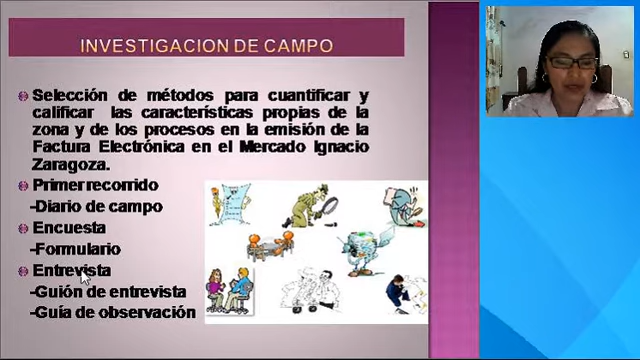 INVESTIGACION DE CAMPO
Selección de métodos para cuantificar y
calificar las características propias de la
zona y de los procesos en la emisión de la
Factura Electrónica en el Mercado Ignacio
Zaragoza.
Primer recorrido
-Diario de campo
Encuesta
-Formulario
Entrevista
-Guión de entrevista
-Guía de observación